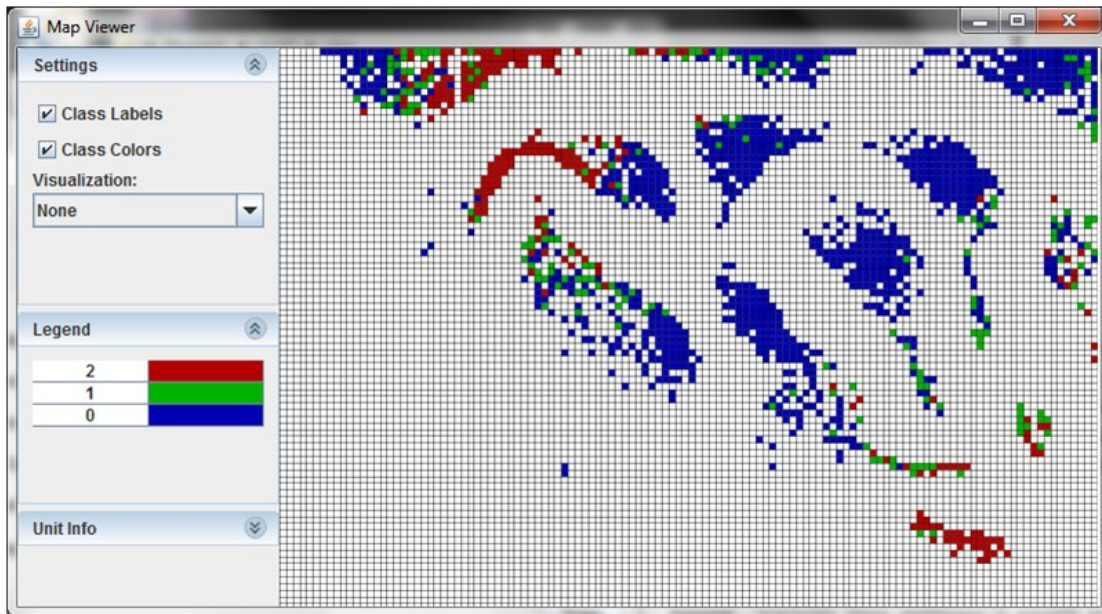 Map Viewer
Settings
Class Labels
Class Colors
Visualization:
None
Legend
2
1
0
Unit Info